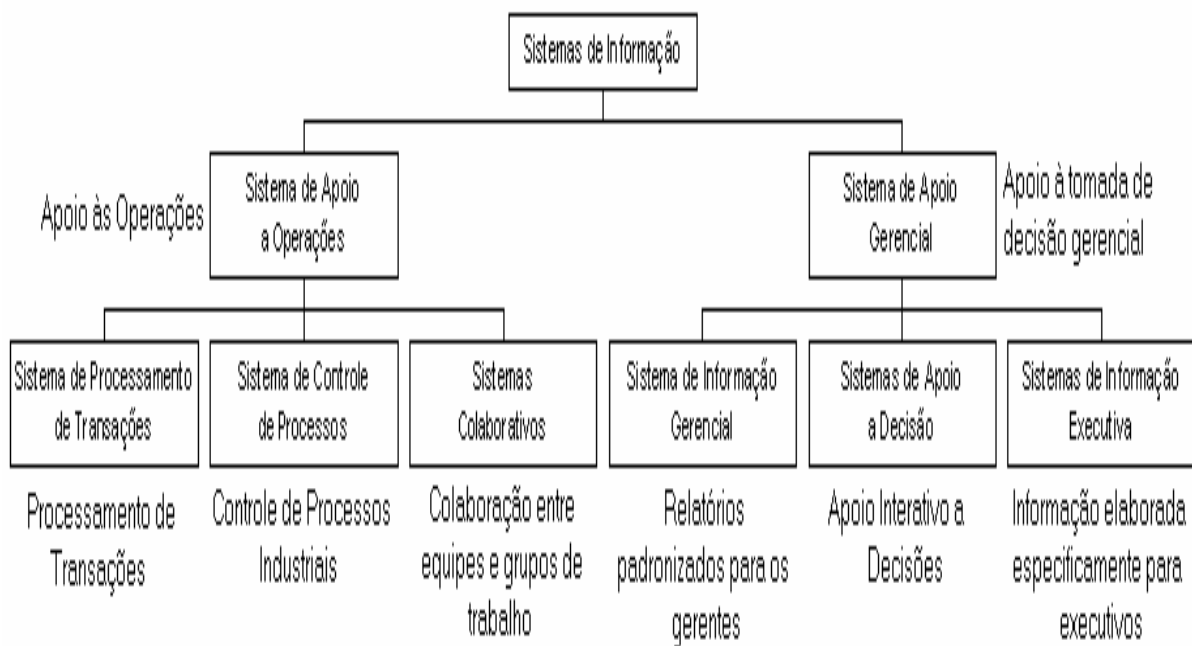 Sistemas de Informação
Apoio às Operações
Sistema de Apoio
a Operações
Sistema de Apoio
Gerencial
Apoio à tomada de
decisão gerencial
Sistema de Processamento
de Transações
Sistema de Controle
de Processos
Sistemas
Colaborativos
Sistema de Informação
Gerencial
Sistemas de Apoio
a Decisão
Sistemas de Informação
Executiva
Processamento de
Transações
Controle de Processos
Industriais
Colaboração entre
equipes e grupos de
trabalho
Relatórios
padronizados para os
gerentes
Apoio Interativo a
Decisões
Informação elaborada
especificamente para
executivos